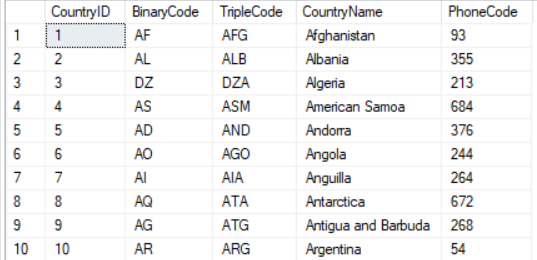 CountryID BinaryCode TripleCode CountryName PhoneCode
1 1 AF AFG Afghanistan 93
2 2 AL ALB Albania 355
3 3 DZ DZA Algeria 213
4 4 AS ASM American Samoa 684
5 5 AD AND Andorra 376
6 6 AO AGO Angola 244
7 7 AI AIA Anguilla 264
8 8 AQ ATA Antarctica 672
9 9 AG ATG Antigua and Barbuda 268
10 10 AR ARG Argentina 54